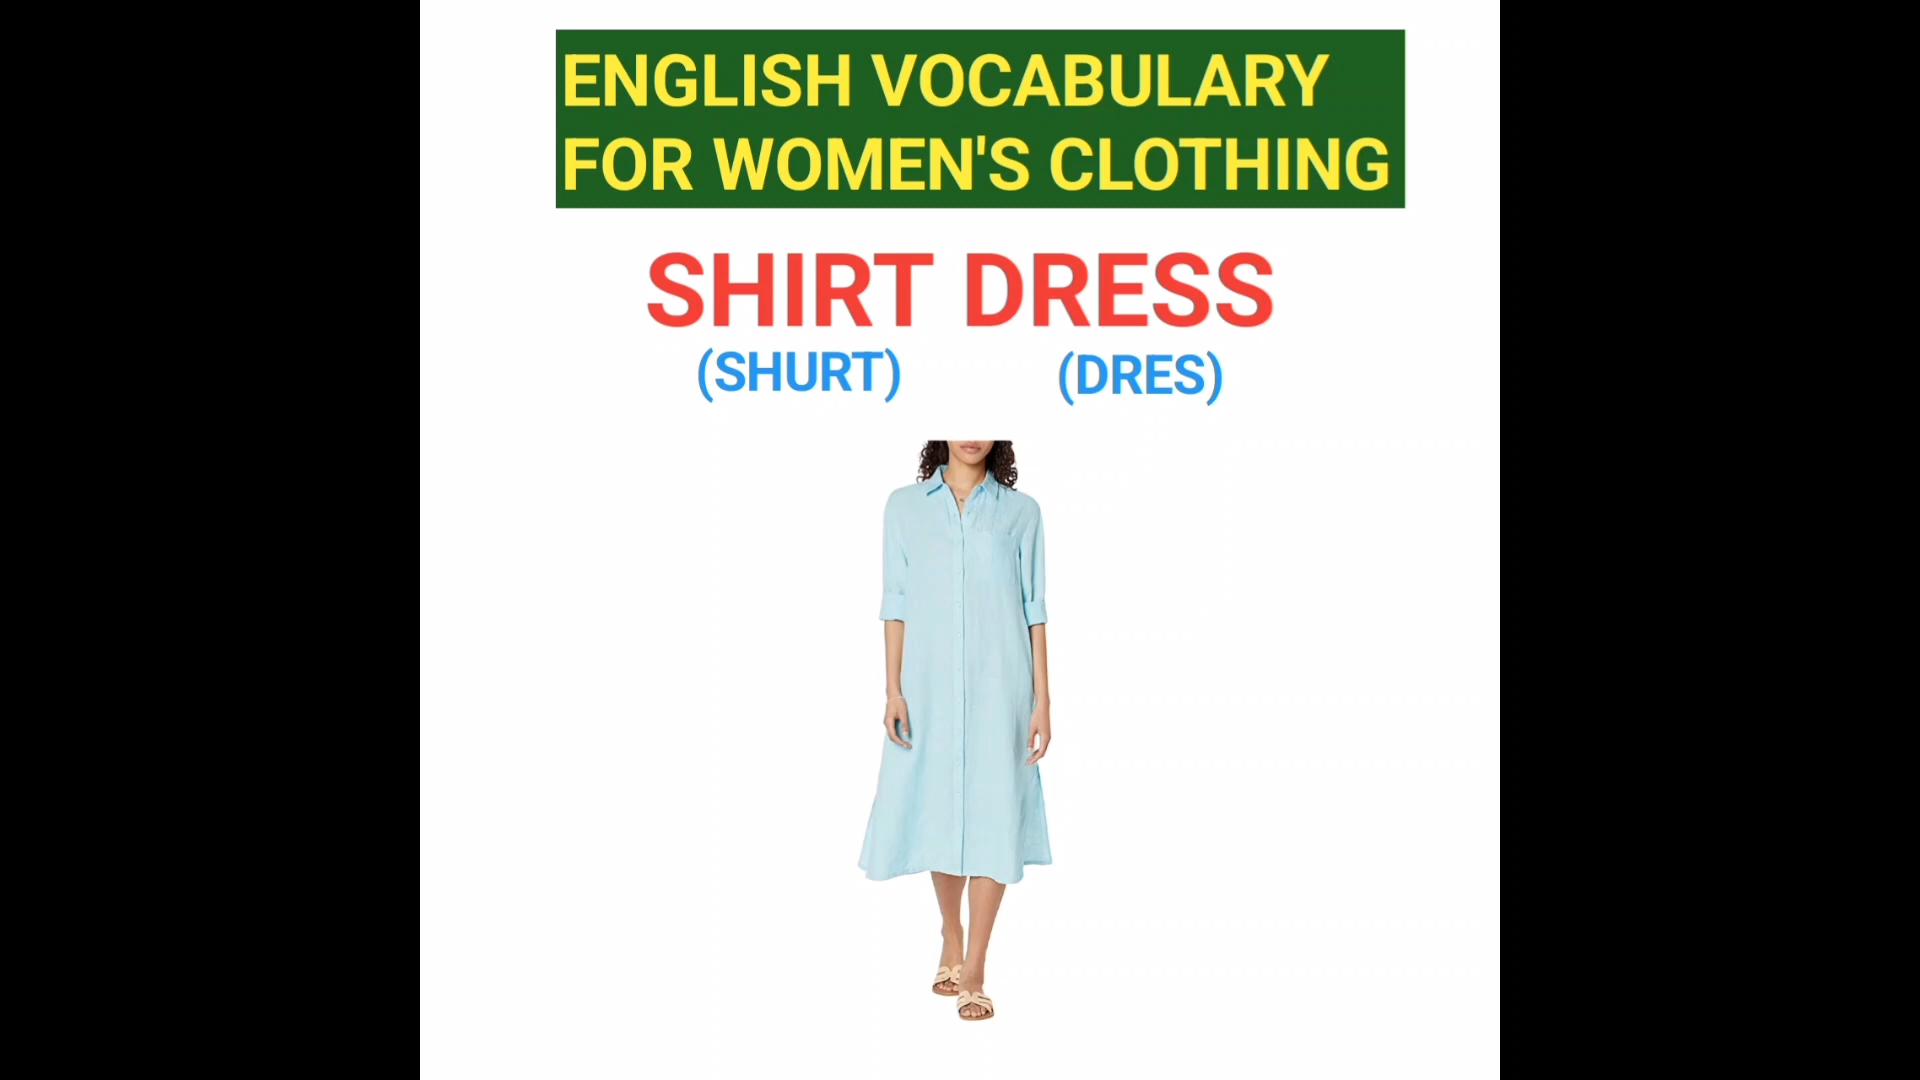 ENGLISH VOCABULARY
FOR WOMEN'S CLOTHING
SHIRT DRESS
(SHURT) (DRES)